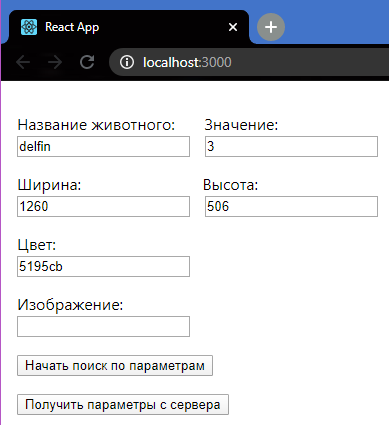 React App
localhost:3000
Название животного: Значение:
delfin 3
Ширина: Высота:
1260 506
Цвет:
5195cb
Изображение:
Начать поиск по параметрам
Получить параметры с сервера